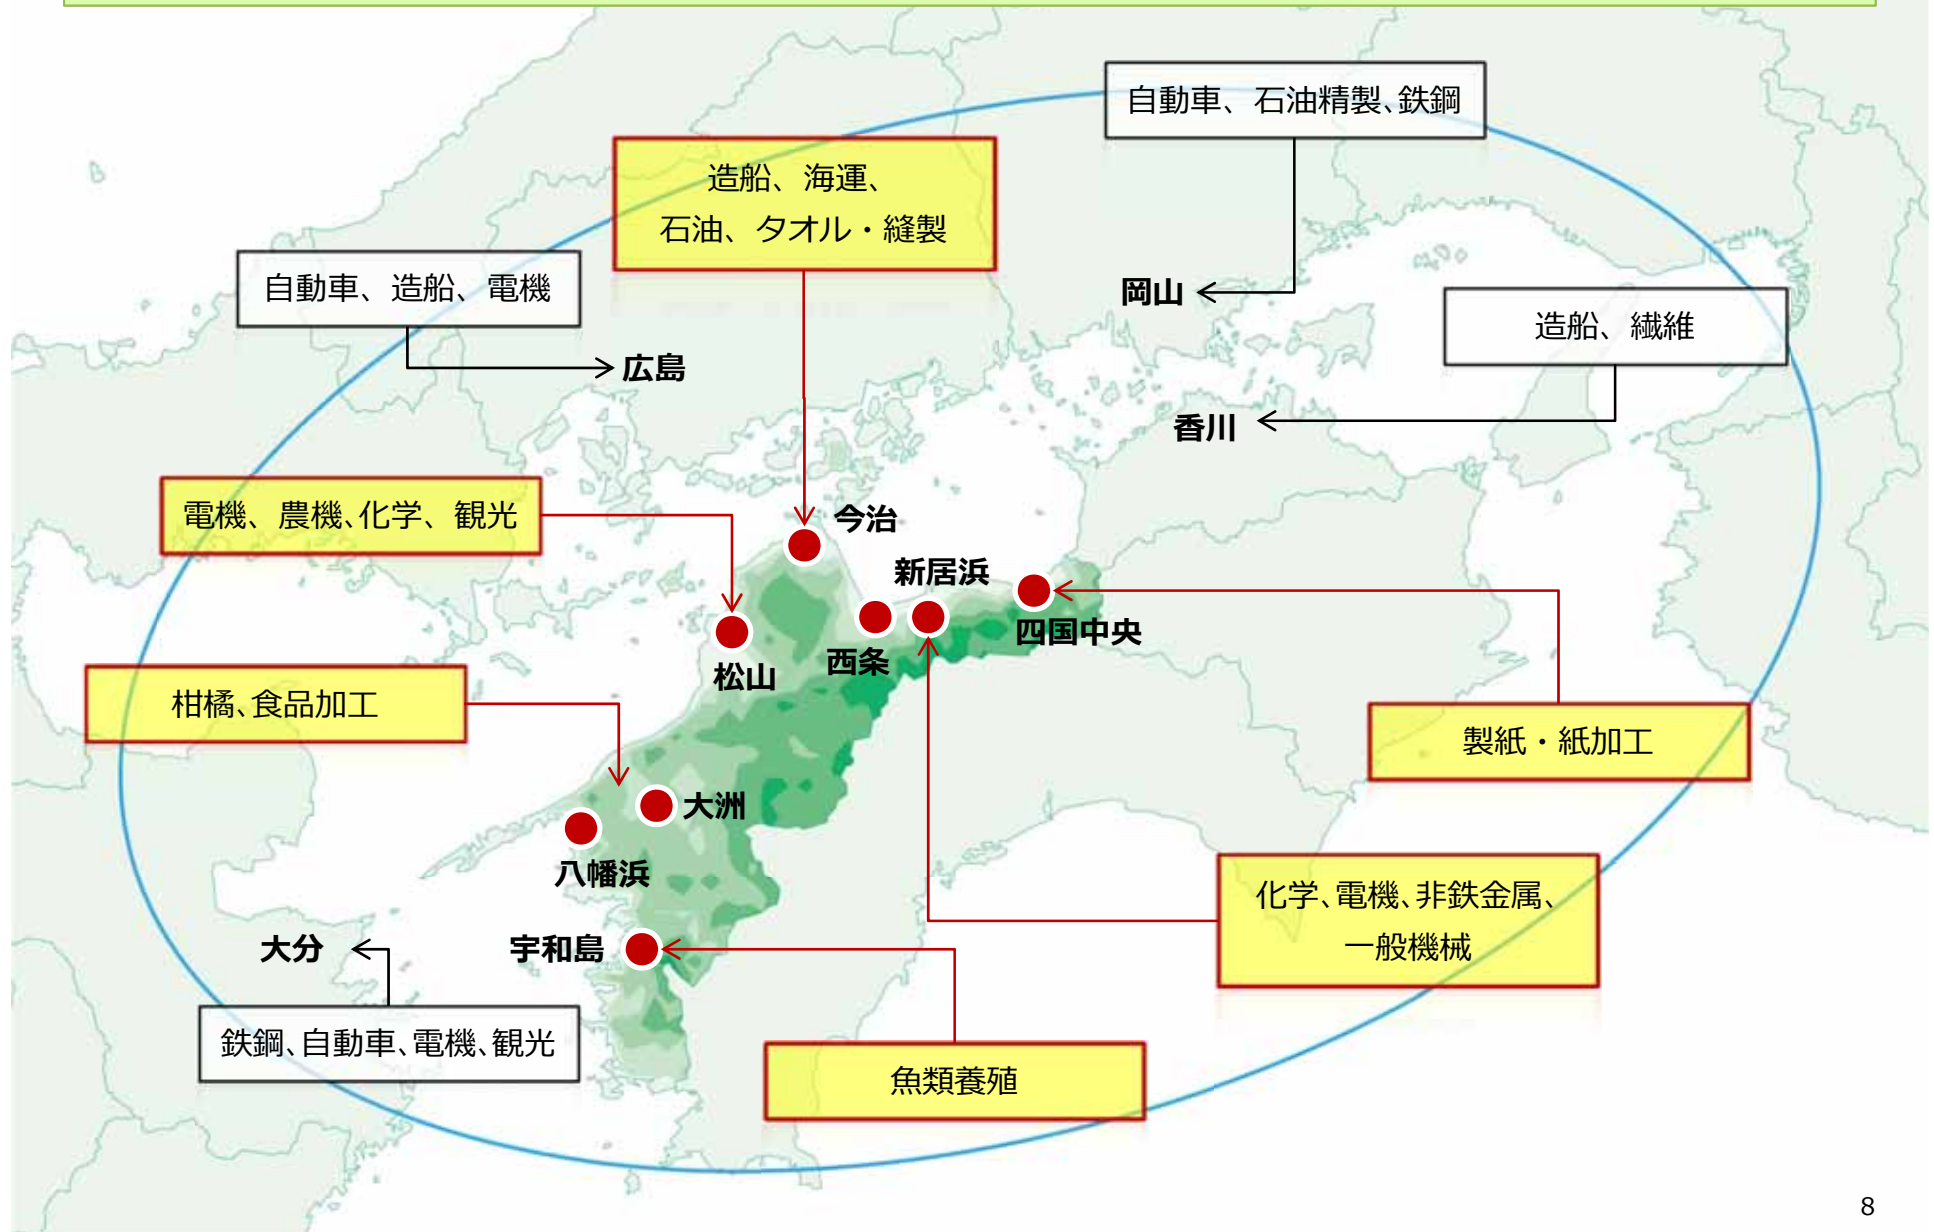 自動車、石油精製、鉄鋼
造船、海運、
石油、タオル・縫製
自動車、造船、電機
岡山
造船、繊維
広島
香川
電機、農機、化学、観光
今治
新居浜
四国中央
西条
松山
柑橘、食品加工
製紙・紙加工
大洲
八幡浜
化学、電機、非鉄金属、
一般機械
大分
宇和島
鉄鋼、自動車、電機、観光
魚類養殖
8